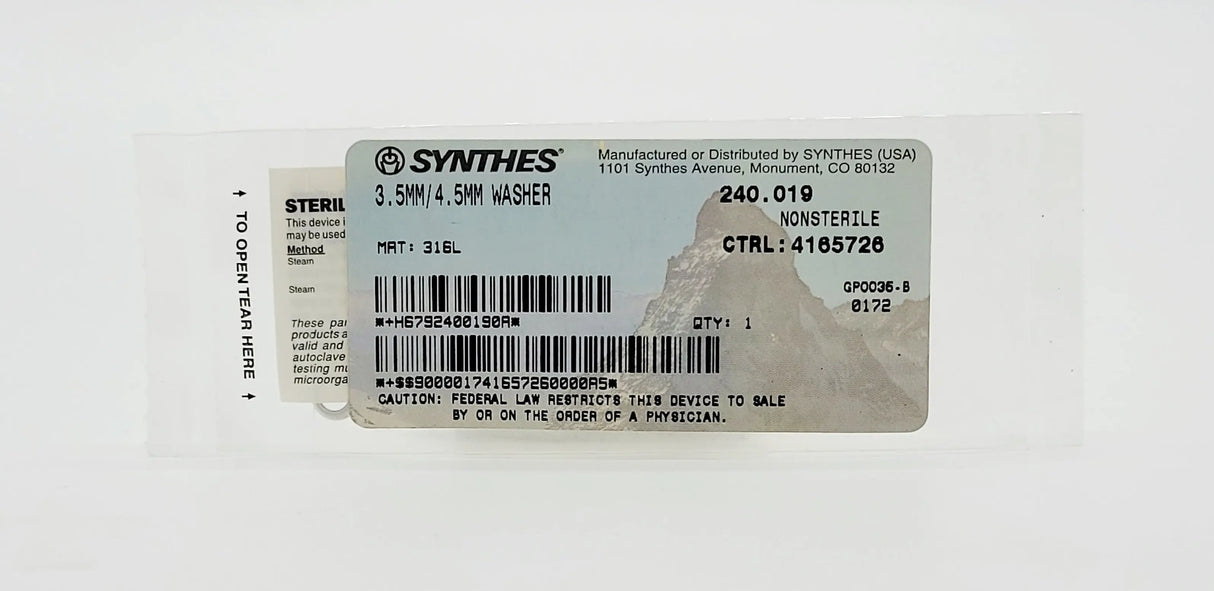 SYNTHES®
Manufactured or Distributed by SYNTHES (USA)
1101 Synthes Avenue, Monument, CO 80132
3.5MM/4.5MM WASHER
240.019
NONSTERILE
MAT: 316L
CTRL:4165726
GP0036-B
0172
*+H6792400190A*
QTY: 1
*+$$9000017416572600000A5*
CAUTION: FEDERAL LAW RESTRICTS THIS DEVICE TO SALE
BY OR ON THE ORDER OF A PHYSICIAN.
TO OPEN TEAR HERE
STERIL
This device i
may be used
Method
Steam
Steam
These par
products a
valid and
autoclave
testing mu
microorga